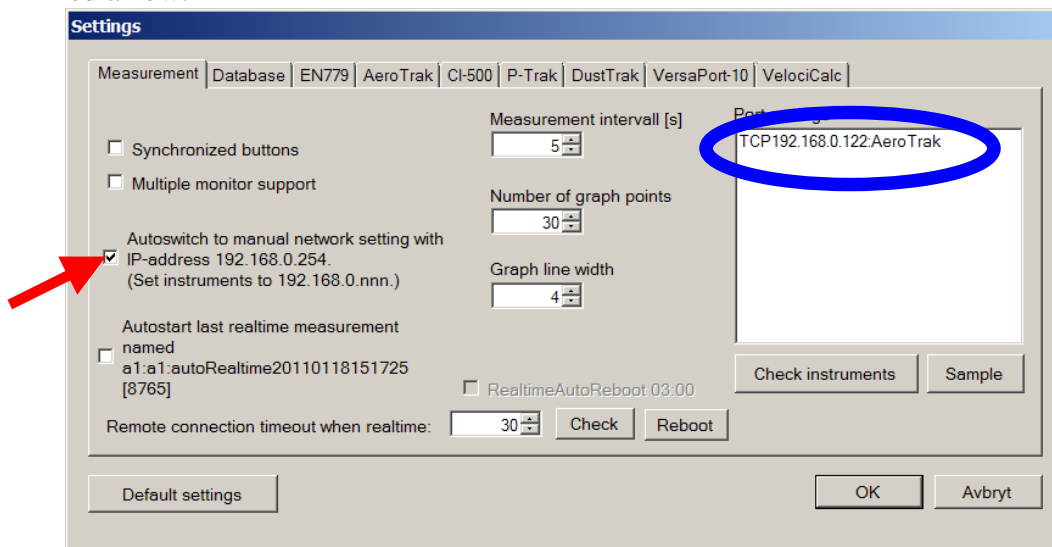 Settings
Measurement Database EN779 AeroTrak CI-500 P-Trak DustTrak VersaPort-10 VelociCalc
Synchronized buttons
Multiple monitor support
Autoswitch to manual network setting with
IP-address 192.168.0.254.
(Set instruments to 192.168.0.nnn.)
Autostart last realtime measurement
named
a1:a1:autoRealtime20110118151725
[8765]
Remote connection timeout when realtime:
30
Check
Reboot
Measurement intervall [s]
5
Number of graph points
30
Graph line width
4
RealtimeAutoReboot 03:00
TCP192.168.0.122:AeroTrak
Check instruments
Sample
Default settings
OK
Avbryt